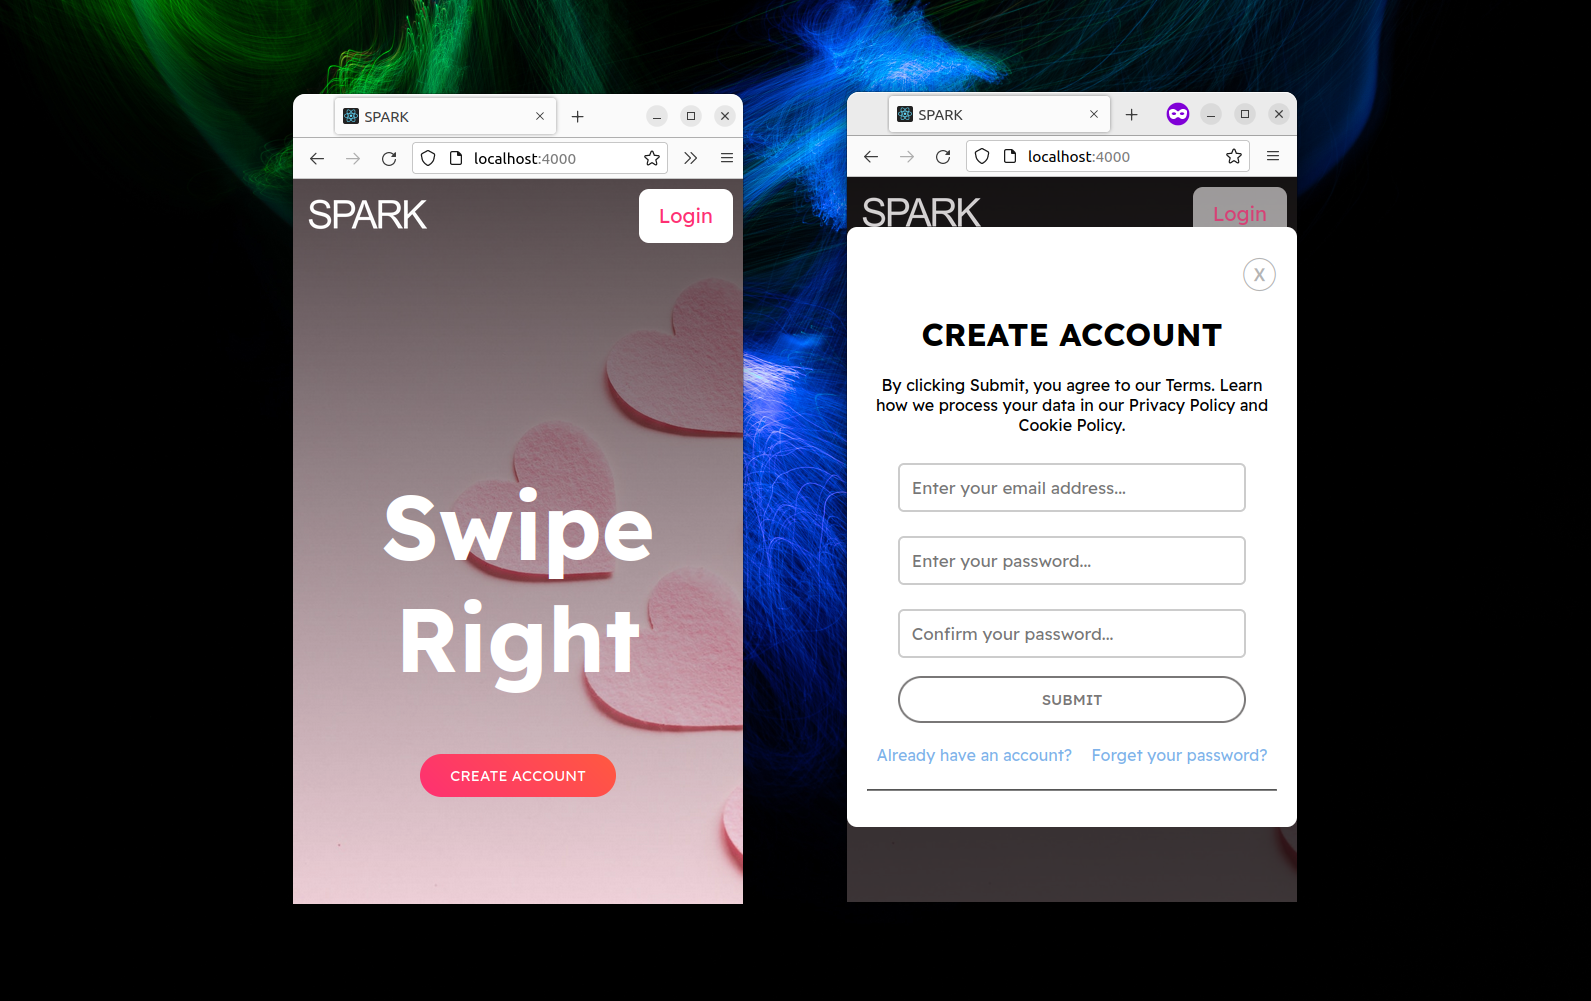 SPARK
localhost:4000
SPARK
Login
Swipe
Right
CREATE ACCOUNT
SPARK
localhost:4000
SPARK
Login
X
CREATE ACCOUNT
By clicking Submit, you agree to our Terms. Learn
how we process your data in our Privacy Policy and
Cookie Policy.
Enter your email address...
Enter your password...
Confirm your password...
SUBMIT
Already have an account? Forget your password?